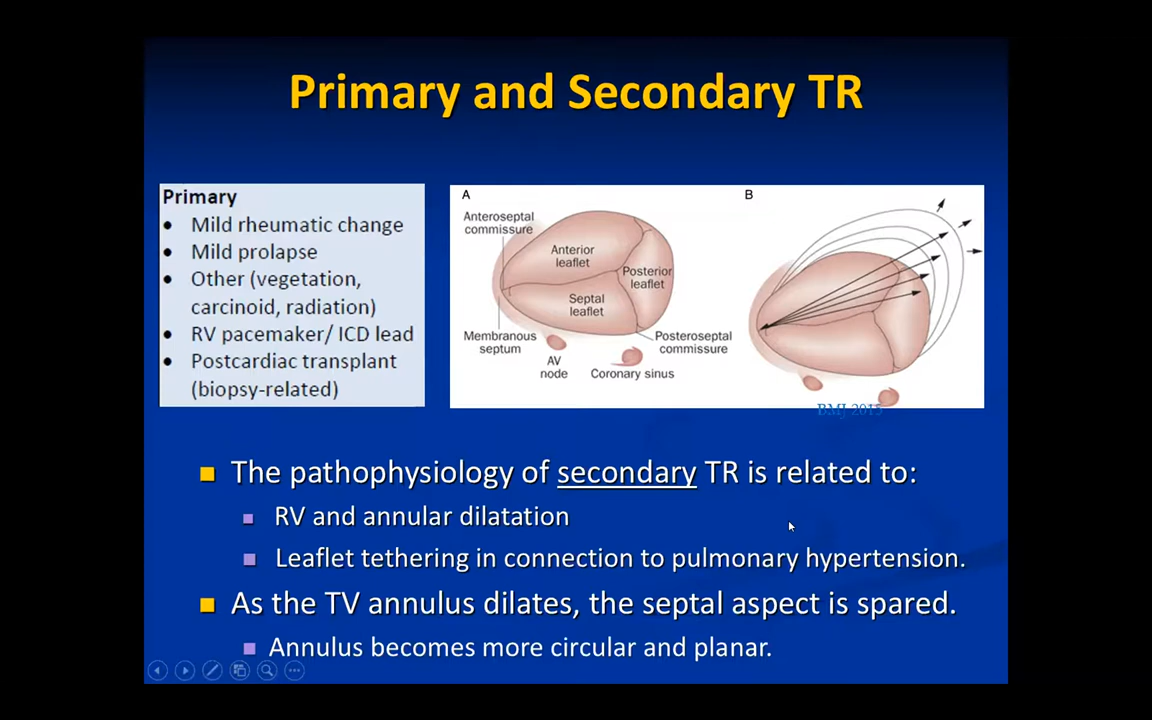 Primary and Secondary TR
Primary
• Mild rheumatic change
• Mild prolapse
• Other (vegetation,
carcinoid, radiation)
• RV pacemaker/ ICD lead
• Postcardiac transplant
(biopsy-related)
A
Anteroseptal
commissure
Anterior
leaflet
Posterior
leaflet
Septal
leaflet
Membranous
septum
AV
node
Coronary sinus
Posteroseptal
commissure
B
BMJ 2015
The pathophysiology of secondary TR is related to:
RV and annular dilatation
Leaflet tethering in connection to pulmonary hypertension.
As the TV annulus dilates, the septal aspect is spared.
Annulus becomes more circular and planar.